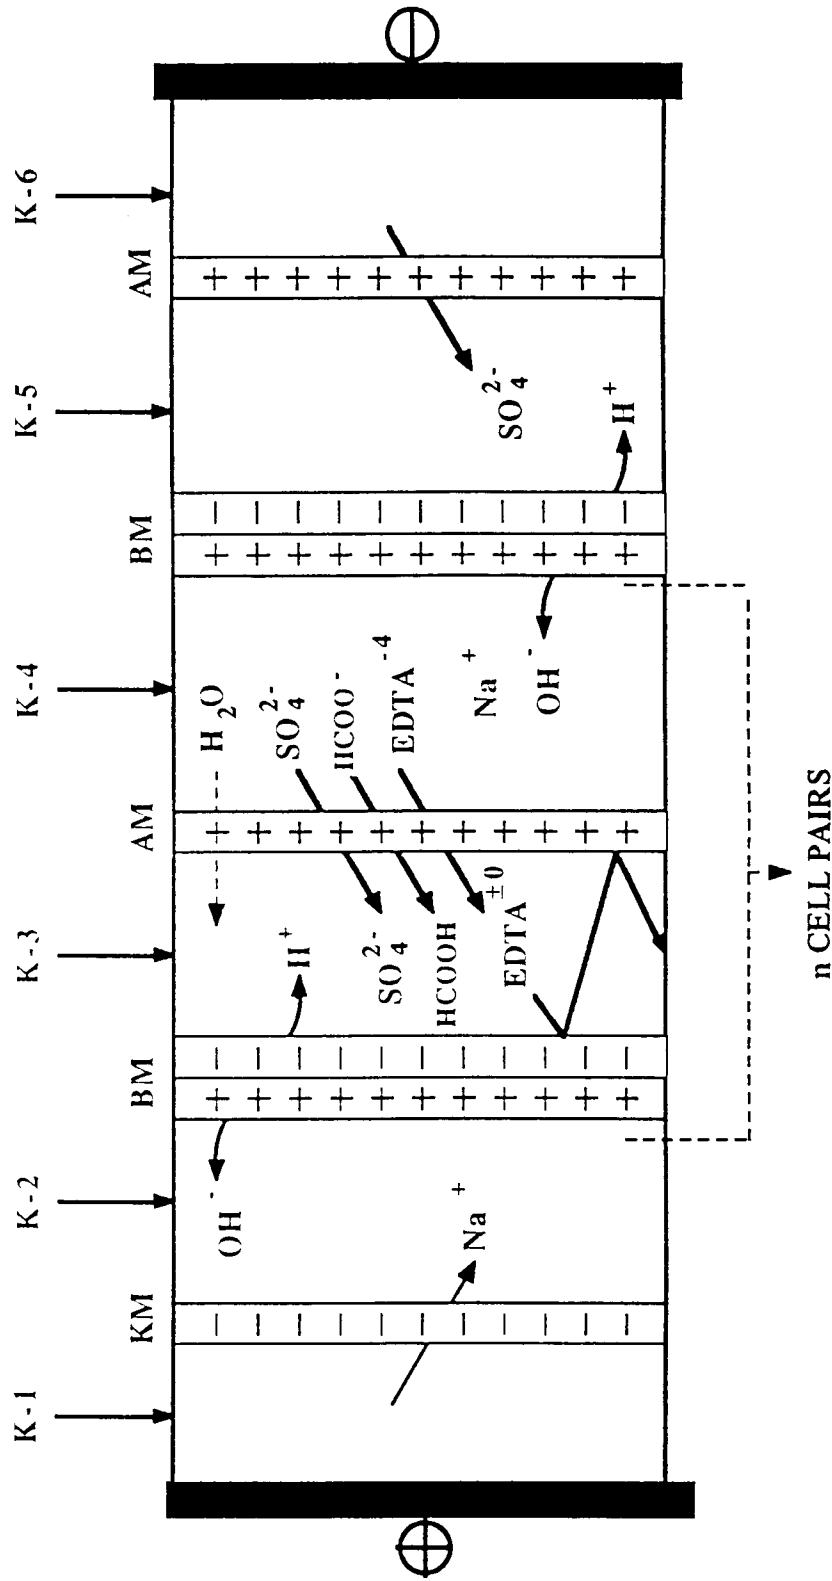 K-1
K-2
K-3
K-4
K-5
K-6
KM
BM
AM
BM
AM
OH-
Na+
H+
SO4 2-
HCOOH
EDTA ±0
H2O
SO4 2-
HCOO-
EDTA -4
Na+
OH-
SO4 2-
H+
n CELL PAIRS